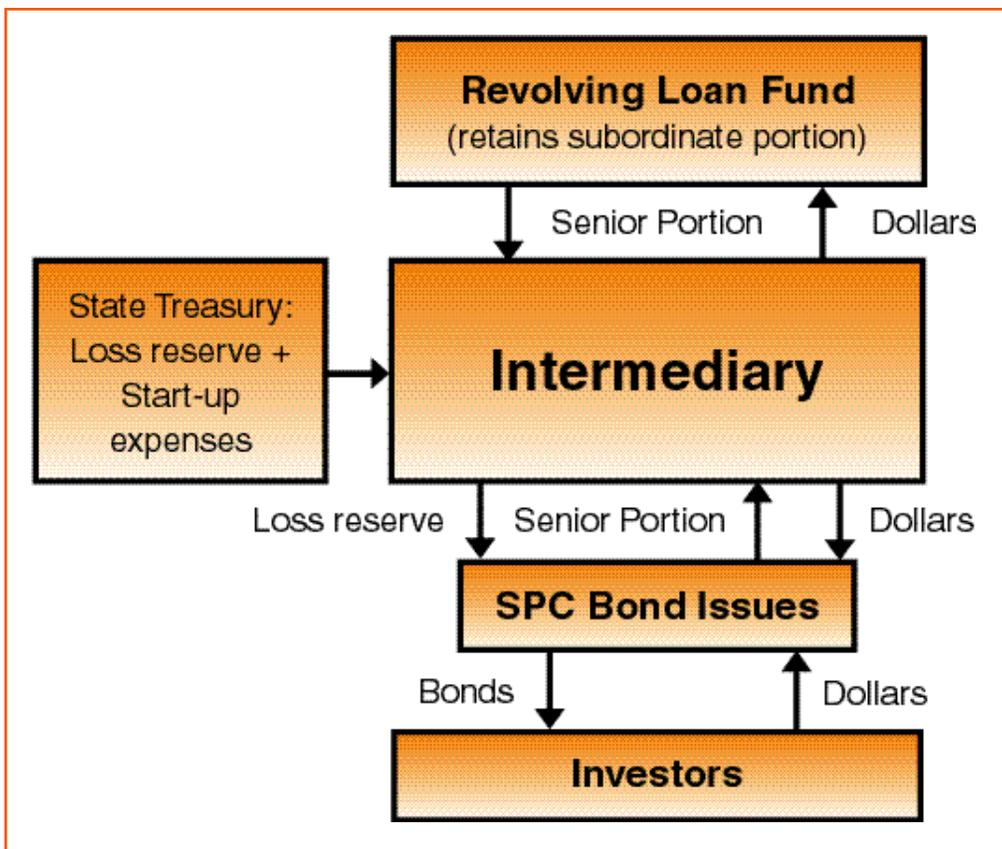 Revolving Loan Fund
(retains subordinate portion)
Senior Portion
Dollars
State Treasury:
Loss reserve +
Start-up
expenses
Intermediary
Loss reserve
Senior Portion
Dollars
SPC Bond Issues
Bonds
Dollars
Investors